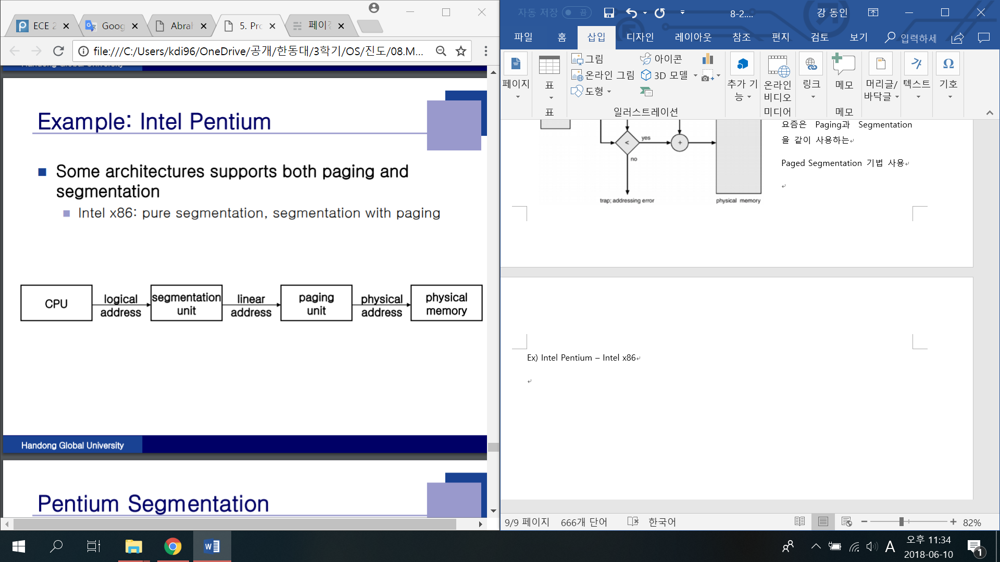 ECE 2
Goog
Abral
5. Pro
페이징
file:///C:/Users/kdi96/OneDrive/공개/한동대/3학기/OS/진도/08.M...
Handong Global University
Example: Intel Pentium
Some architectures supports both paging and
segmentation
Intel x86: pure segmentation, segmentation with paging
CPU
logical
address
segmentation
unit
linear
address
paging
unit
physical
address
physical
memory
Handong Global University
Pentium Segmentation
자동 저장 끔
8-2....
강 동인
파일 홈 삽입 디자인 레이아웃 참조 편지 검토 보기 입력하세
페이지
표
표
그림
온라인 그림
도형
아이콘
3D 모델
일러스트레이션
추가 기
능
온라인
비디오
미디어
링크
메모
메모
머리글/
바닥글
텍스트
가
기호
Ω
<
yes
+
no
trap; addressing error
physical memory
요즘은 Paging과 Segmentation
을 같이 사용하는
Paged Segmentation 기법 사용
Ex) Intel Pentium – Intel x86
9/9 페이지 666개 단어 한국어
82%
A
오후 11:34
2018-06-10
1